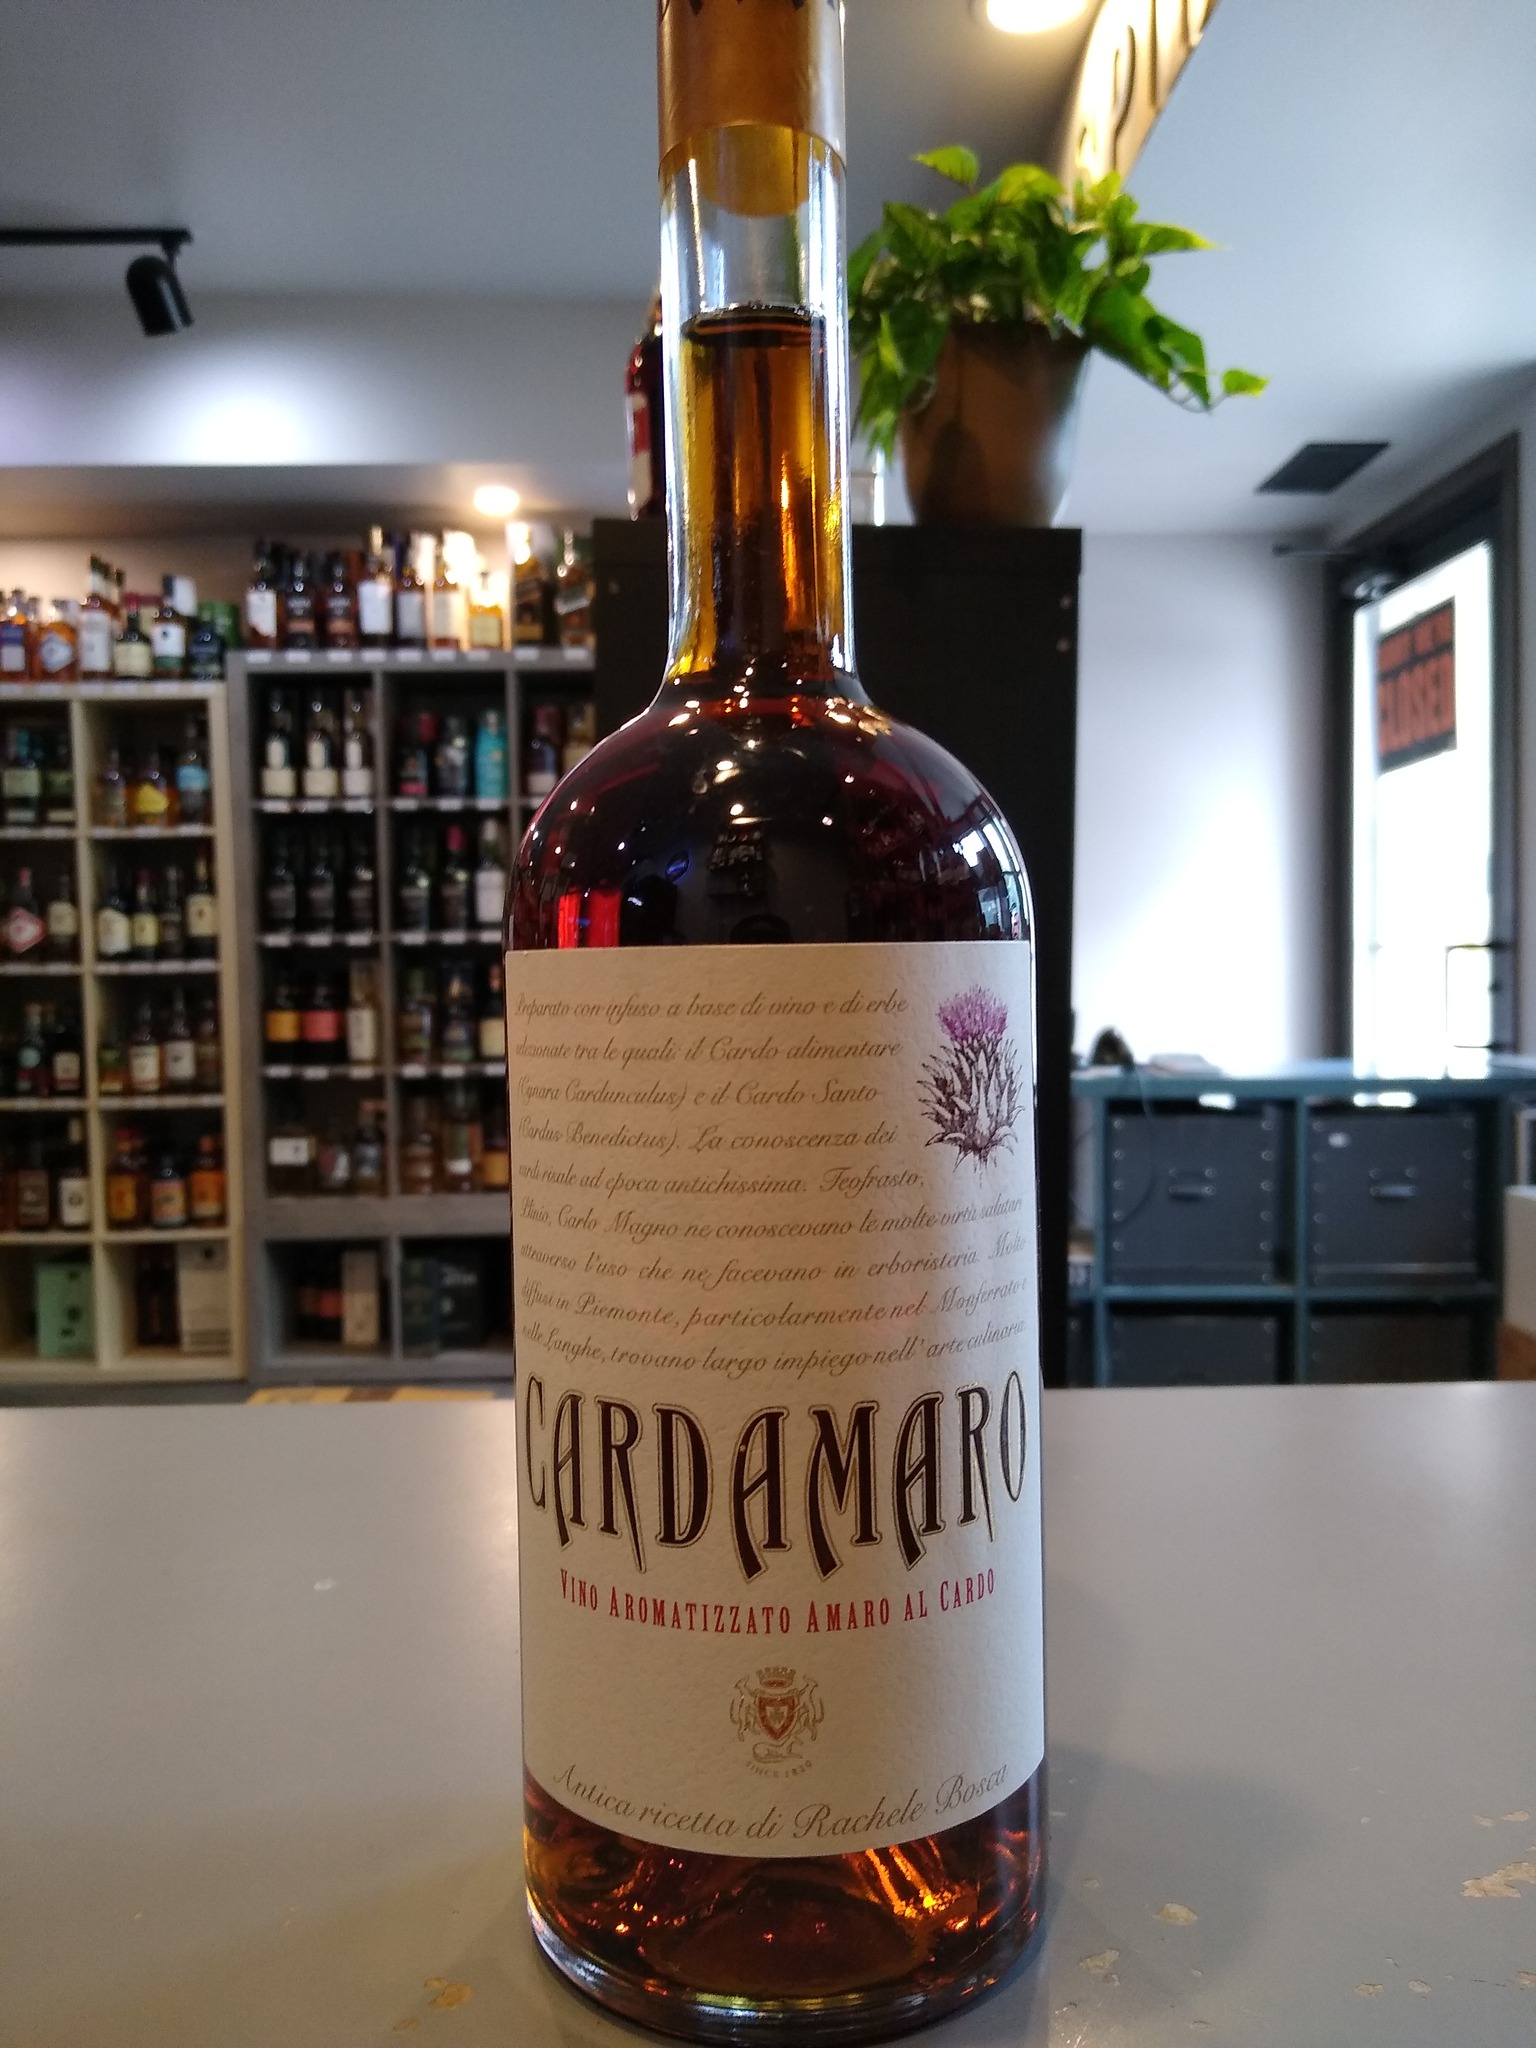 Preparato con infuso a base di vino e di erbe
selezionate tra le quali: il Cardo alimentare
(Cynara Cardunculus) e il Cardo Santo
(Cardus Benedictus). La conoscenza dei
cardi risale ad epoca antichissima. Teofrasto,
Plinio, Carlo Magno ne conoscevano le molte virtù salutari
attraverso l'uso che ne facevano in erboristeria. Molto
diffusi in Piemonte, particolarmente nel Monferrato e
nelle Langhe, trovano largo impiego nell' arte culinaria.
CARDAMARO
VINO AROMATIZZATO AMARO AL CARDO
SINCE 1820
Antica ricetta di Rachele Bosca
CLOSED